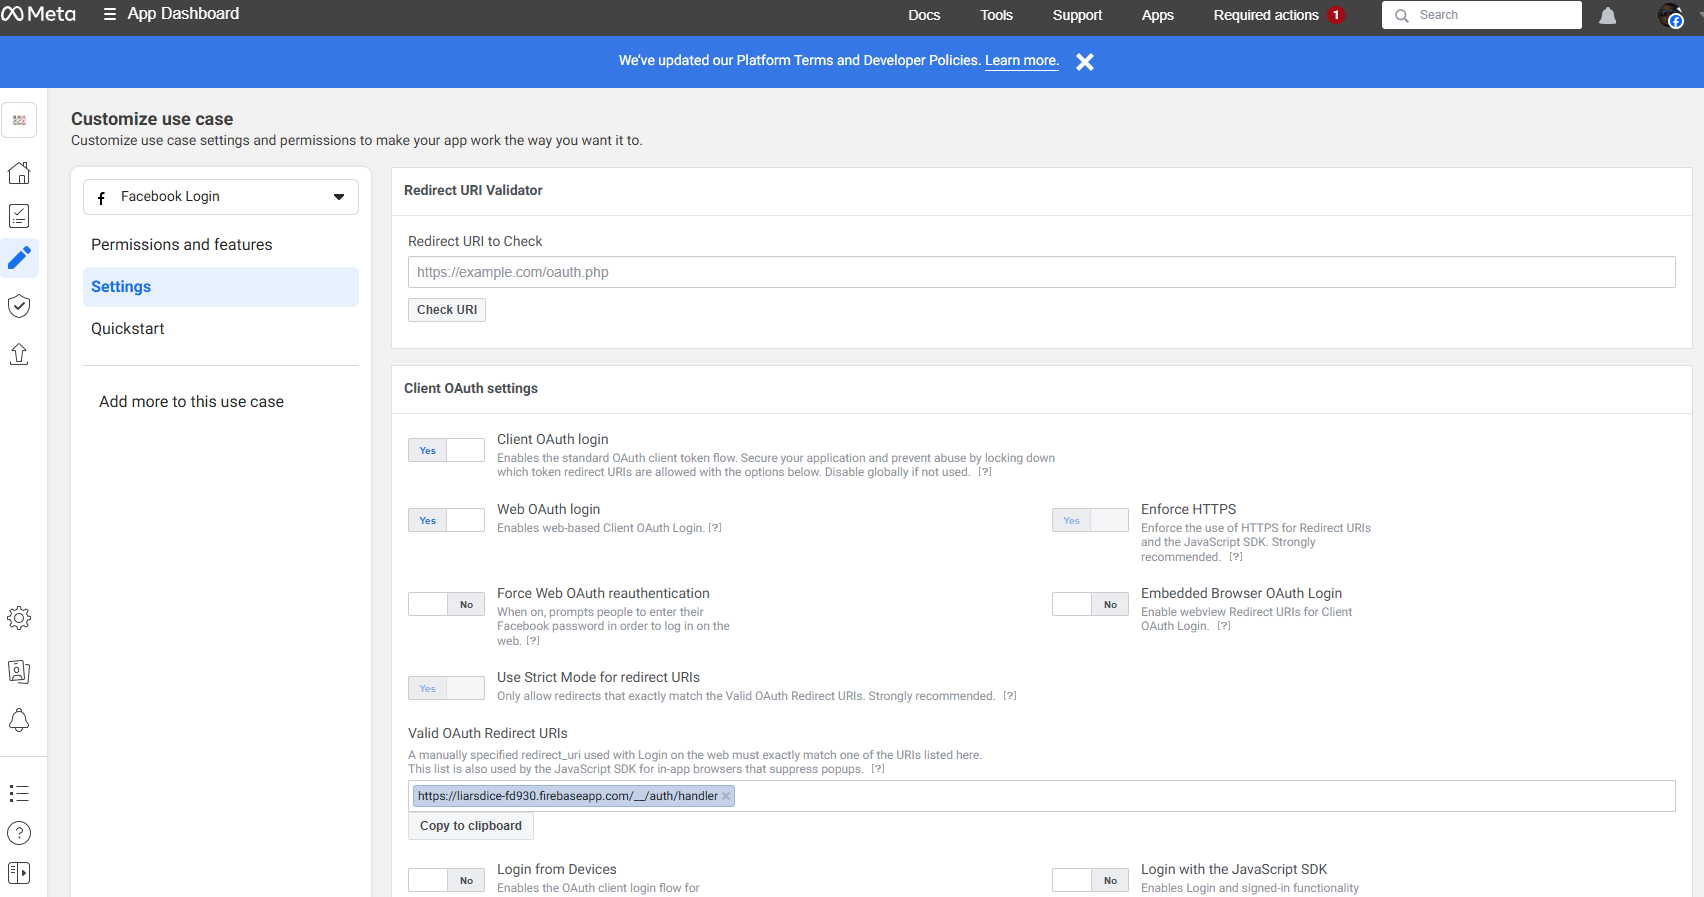 Meta
App Dashboard
Docs
Tools
Support
Apps
Required actions 1
Search
We've updated our Platform Terms and Developer Policies. Learn more.
Customize use case
Customize use case settings and permissions to make your app work the way you want it to.
Facebook Login
Permissions and features
Settings
Quickstart
Add more to this use case
Redirect URI Validator
Redirect URI to Check
https://example.com/oauth.php
Check URI
Client OAuth settings
Yes
Client OAuth login
Enables the standard OAuth client token flow. Secure your application and prevent abuse by locking down
which token redirect URIs are allowed with the options below. Disable globally if not used. [?]
Yes
Web OAuth login
Enables web-based Client OAuth Login. [?]
Yes
Enforce HTTPS
Enforce the use of HTTPS for Redirect URIs
and the JavaScript SDK. Strongly
recommended. [?]
No
Force Web OAuth reauthentication
When on, prompts people to enter their
Facebook password in order to log in on the
web. [?]
No
Embedded Browser OAuth Login
Enable webview Redirect URIs for Client
OAuth Login. [?]
Yes
Use Strict Mode for redirect URIs
Only allow redirects that exactly match the Valid OAuth Redirect URIs. Strongly recommended. [?]
Valid OAuth Redirect URIs
A manually specified redirect_uri used with Login on the web must exactly match one of the URIs listed here.
This list is also used by the JavaScript SDK for in-app browsers that suppress popups. [?]
https://liarsdice-fd930.firebaseapp.com/__/auth/handler
Copy to clipboard
No
Login from Devices
Enables the OAuth client login flow for
No
Login with the JavaScript SDK
Enables Login and signed-in functionality